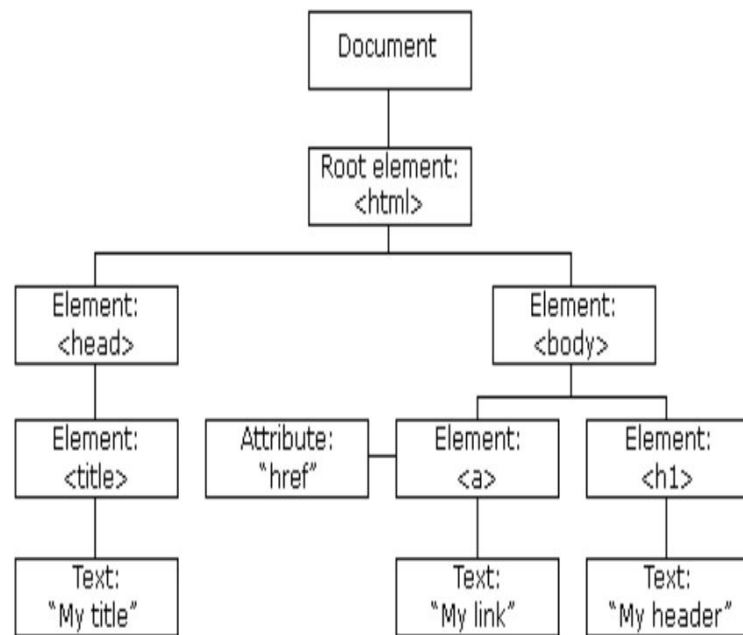 Document
Root element:
<html>
Element:
<head>
Element:
<body>
Element:
<title>
Attribute:
“href”
Element:
<a>
Element:
<h1>
Text:
“My title”
Text:
“My link”
Text:
“My header”